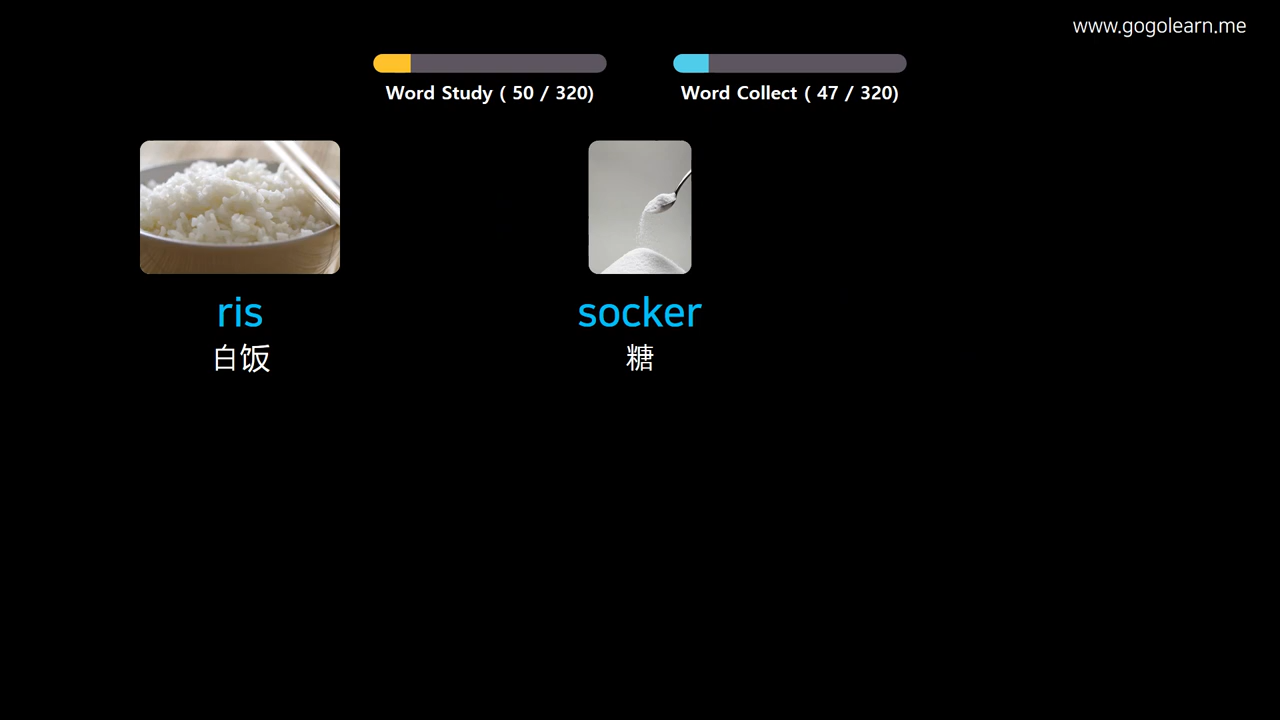 www.gogolearn.me
Word Study ( 50 / 320)
Word Collect ( 47 / 320)
ris
白饭
socker
糖